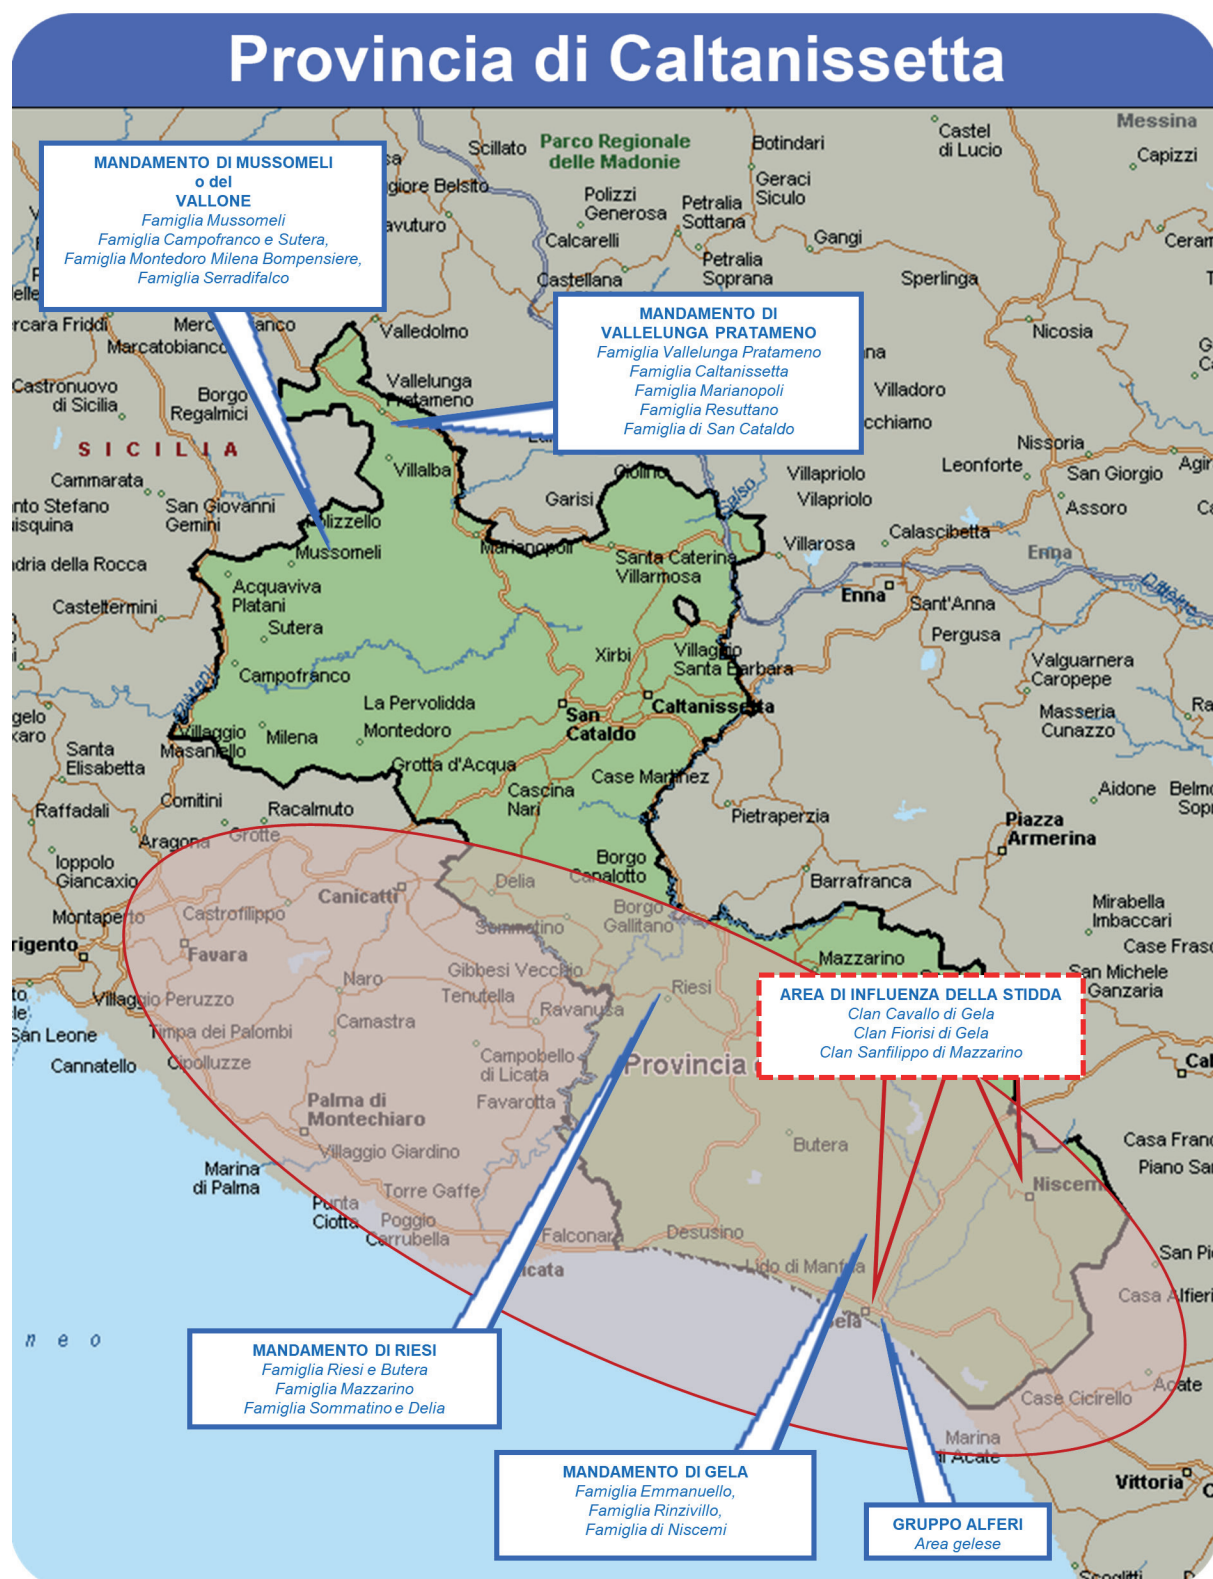 Provincia di Caltanissetta
MANDAMENTO DI MUSSOMELI
o del
VALLONE
Famiglia Mussomeli
Famiglia Campofranco e Sutera,
Famiglia Montedoro Milena Bompensiere,
Famiglia Serradifalco
MANDAMENTO DI
VALLELUNGA PRATAMENO
Famiglia Vallelunga Pratameno
Famiglia Caltanissetta
Famiglia Marianopoli
Famiglia Resuttano
Famiglia di San Cataldo
AREA DI INFLUENZA DELLA STIDDA
Clan Cavallo di Gela
Clan Fiorisi di Gela
Clan Sanfilippo di Mazzarino
MANDAMENTO DI RIESI
Famiglia Riesi e Butera
Famiglia Mazzarino
Famiglia Sommatino e Delia
MANDAMENTO DI GELA
Famiglia Emmanuello,
Famiglia Rinzivillo,
Famiglia di Niscemi
GRUPPO ALFERI
Area gelese
Messina
Scillato
Parco Regionale
delle Madonie
Botindari
Castel
di Lucio
Capizzi
Geraci
Siculo
Polizzi
Generosa
Petralia
Sottana
Calcarelli
Gangi
Petralia
Soprana
Castellana
Sperlinga
Valledolmo
Nicosia
Marcatobianco
Vallelunga
Pratameno
Villadoro
Borgo
Regalmici
di Sicilia
SICILIA
Nissoria
Leonforte
San Giorgio
Villalba
Villapriolo
Vilapriolo
Assoro
Cammarata
San Giovanni
Gemini
Garisi
Salso
Calascibetta
Mussomeli
Marianopoli
Santa Caterina
Villarmosa
Villarosa
Enna
Enna
Acquaviva
Platani
Casteltermini
Sutera
Sant'Anna
Pergusa
Xirbi
Villaggio
Santa Barbara
Valguarnera
Caropepe
Campofranco
La Pervolidda
San
Cataldo
Caltanissetta
Masseria
Cunazzo
Villaggio
Masaniello
Milena
Montedoro
Santa
Elisabetta
Grotta d'Acqua
Case Martinez
Cascina
Nari
Aidone
Comitini
Racalmuto
Raffadali
Pietraperzia
Piazza
Armerina
Aragona
Grotte
Ioppolo
Giancaxio
Borgo
Canalotto
Barrafranca
Delia
Canicatti
Montaperto
Castrofilippo
Sommatino
Borgo
Gallitano
Mirabella
Imbaccari
Favara
Mazzarino
Gibbesi Vecchio
Naro
Tenutella
Riesi
San Michele
Ganzaria
Villaggio Peruzzo
Ravanusa
San Leone
Timpa dei Palombi
Camastra
Cannatello
Cipolluzze
Campobello
di Licata
Provincia
Favarotta
Palma di
Montechiaro
Butera
Villaggio Giardino
Marina
di Palma
Niscemi
Torre Gaffe
Punta
Ciotta
Poggio
Carrubella
Falconara
Desusino
Lido di Manfria
Gela
Casa Alfieri
neo
Acate
Case Cicirello
Marina
di Acate
Vittoria
Scoglitti